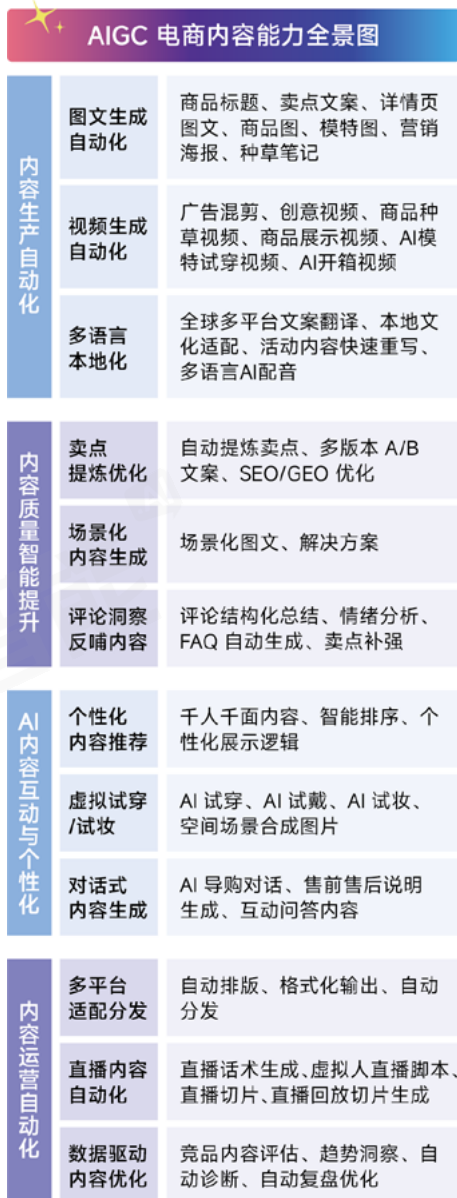 AIGC 电商内容能力全景图
内容生产自动化
图文生成
自动化
商品标题、卖点文案、详情页
图文、商品图、模特图、营销
海报、种草笔记
视频生成
自动化
广告混剪、创意视频、商品种
草视频、商品展示视频、AI模
特试穿视频、AI开箱视频
多语言
本地化
全球多平台文案翻译、本地文
化适配、活动内容快速重写、
多语言AI配音
内容质量智能提升
卖点
提炼优化
自动提炼卖点、多版本 A/B
文案、SEO/GEO 优化
场景化
内容生成
场景化图文、解决方案
评论洞察
反哺内容
评论结构化总结、情绪分析、
FAQ 自动生成、卖点补强
AI内容互动与个性化
个性化
内容推荐
千人千面内容、智能排序、个
性化展示逻辑
虚拟试穿
/试妆
AI 试穿、AI 试戴、AI 试妆、
空间场景合成图片
对话式
内容生成
AI 导购对话、售前售后说明
生成、互动问答内容
内容运营自动化
多平台
适配分发
自动排版、格式化输出、自动
分发
直播内容
自动化
直播话术生成、虚拟人直播脚本、
直播切片、直播回放切片生成
数据驱动
内容优化
竞品内容评估、趋势洞察、自
动诊断、自动复盘优化